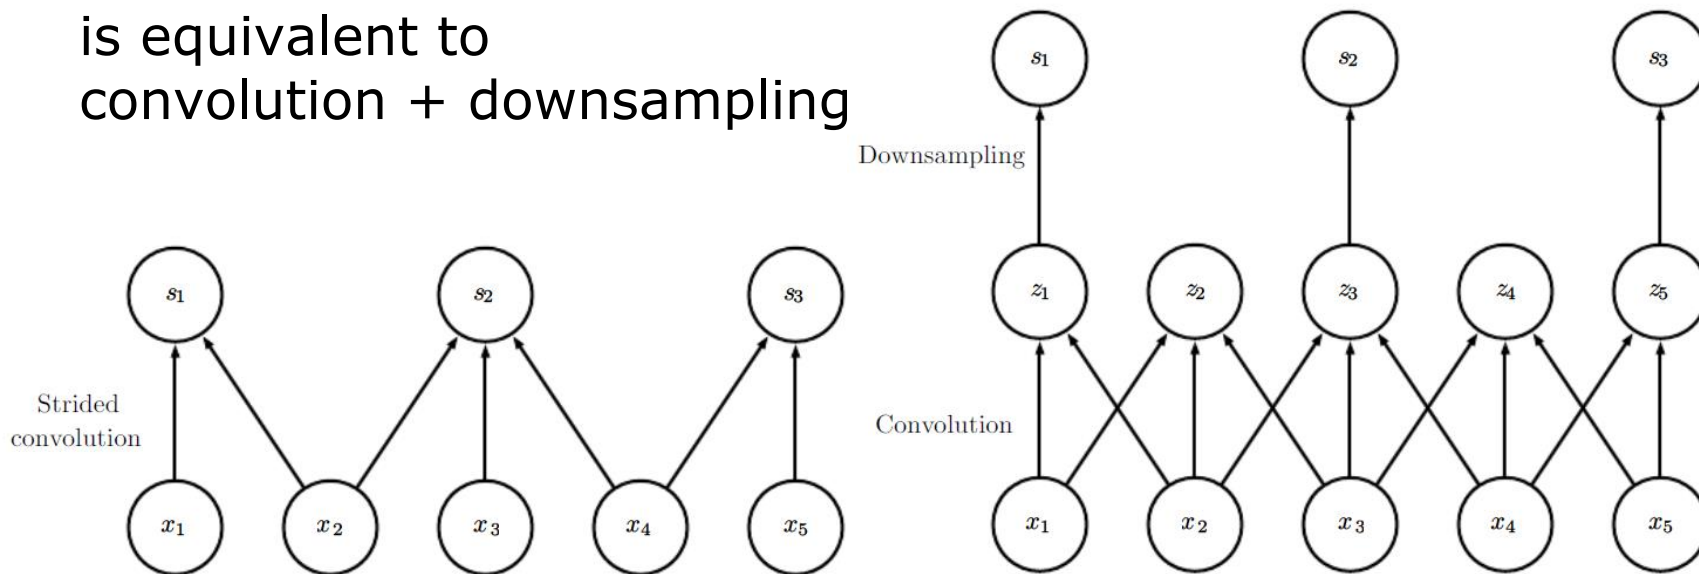 is equivalent to
convolution + downsampling
s1 s2 s3
Downsampling
s1 s2 s3
z1 z2 z3 z4 z5
Strided
convolution
Convolution
x1 x2 x3 x4 x5
x1 x2 x3 x4 x5